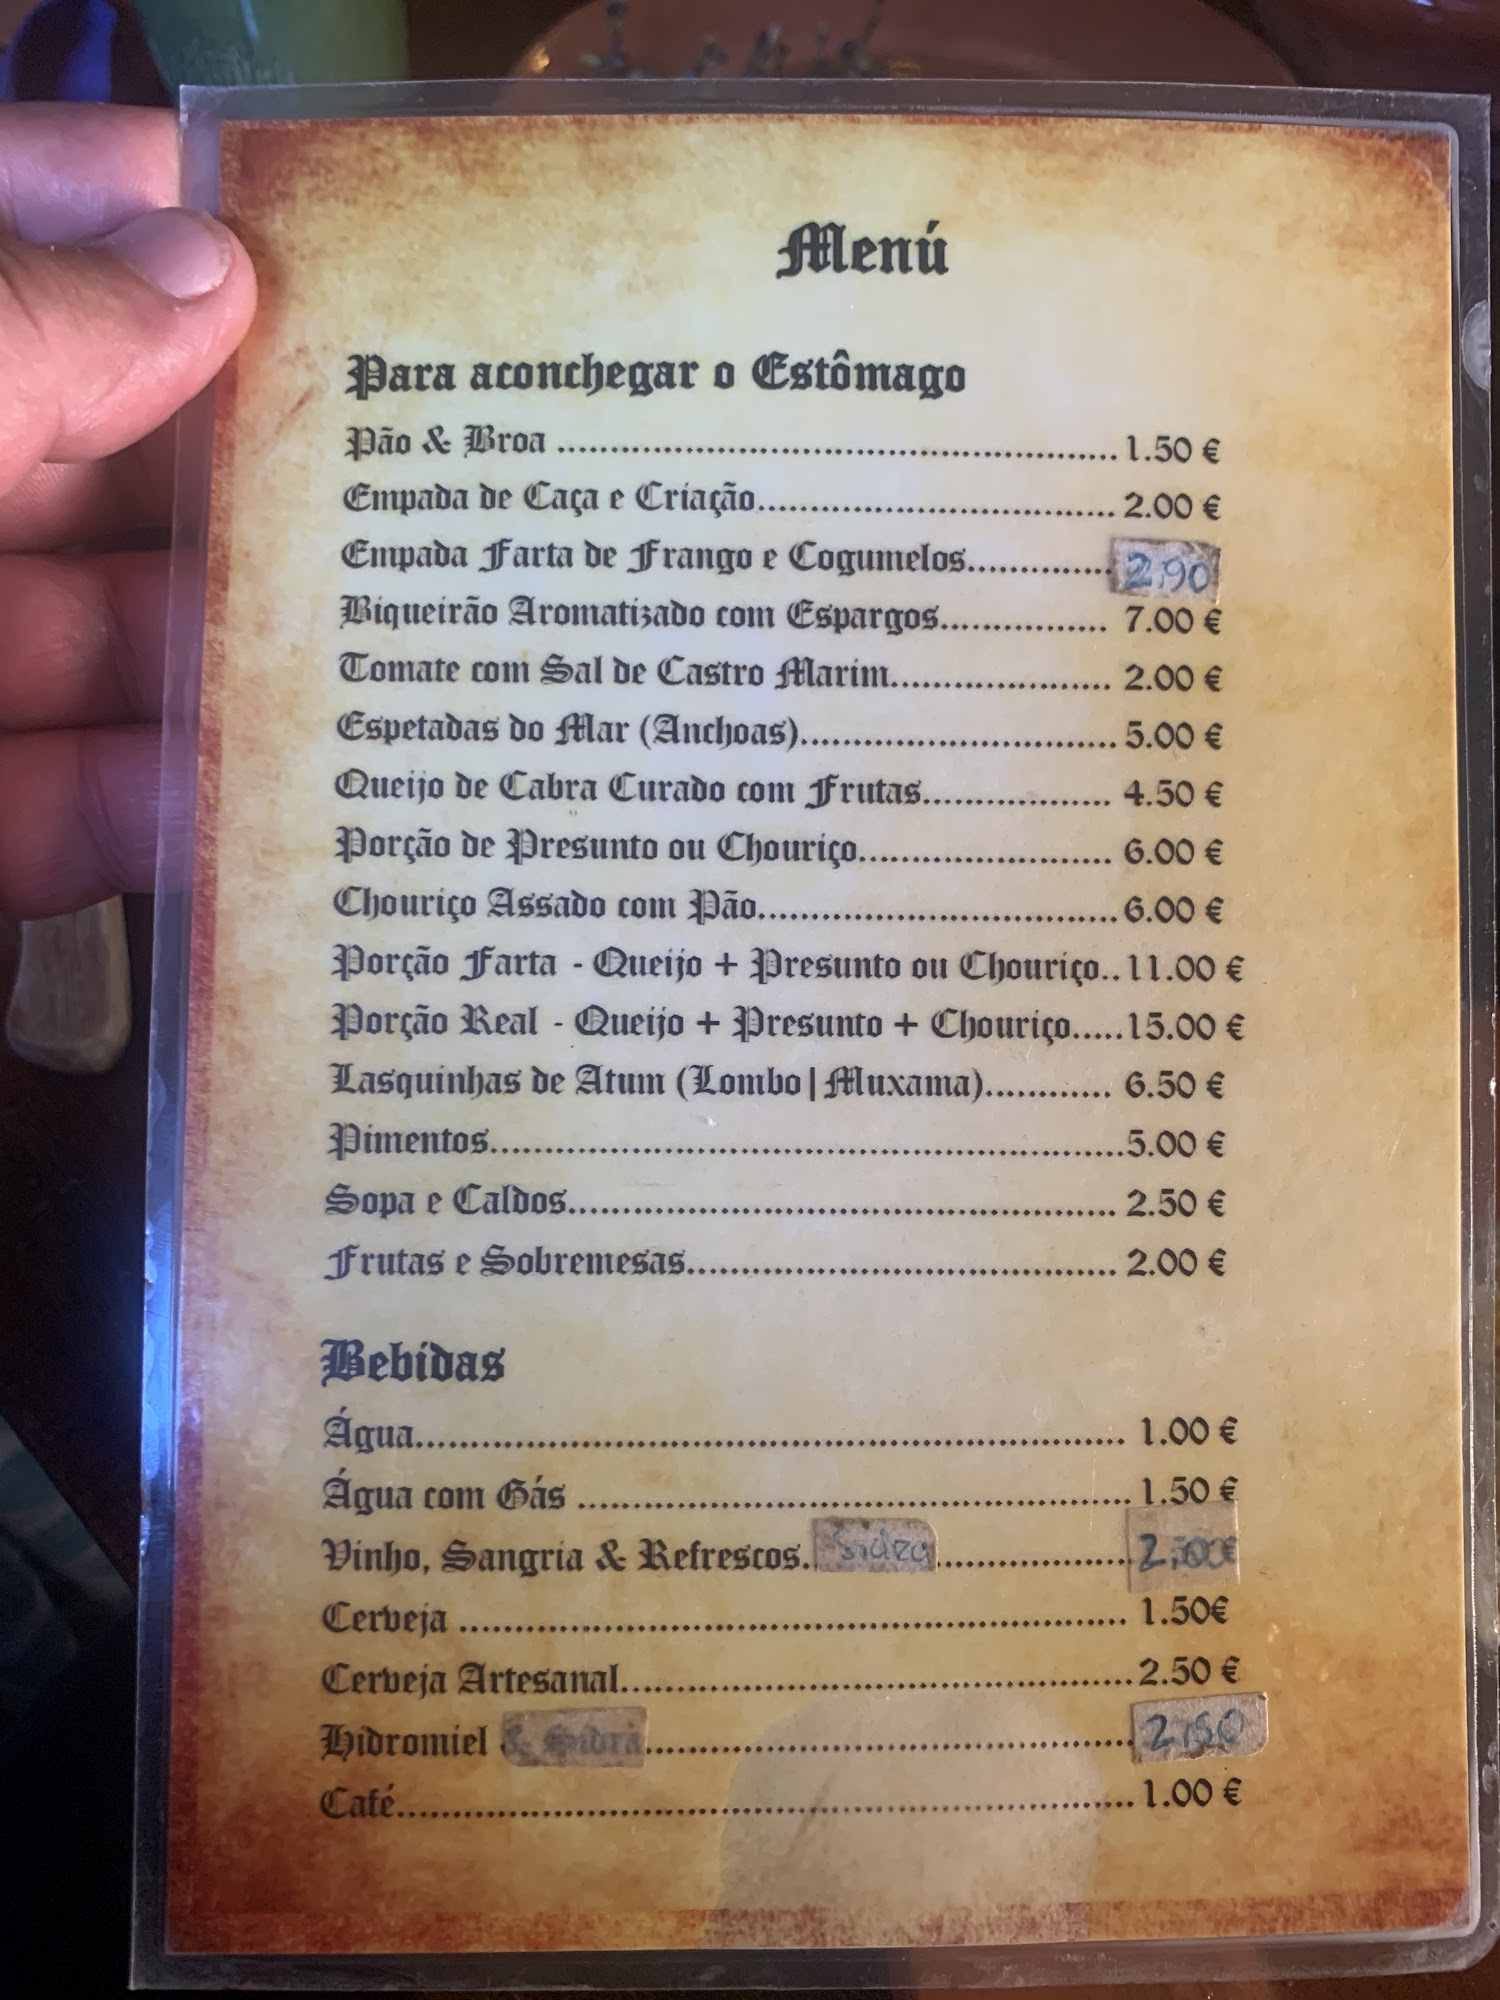 Menú
Para aconchegar o Estômago
Pão & Broa ........................................................ 1.50 €
Empada de Caça e Criação.................................... 2.00 €
Empada Farta de Frango e Cogumelos.............. 2,90
Biqueirão Aromatizado com Espargos................ 7.00 €
Tomate com Sal de Castro Marim...................... 2.00 €
Espetadas do Mar (Anchoas)................................ 5.00 €
Queijo de Cabra Curado com Frutas................... 4.50 €
Porção de Presunto ou Chouriço......................... 6.00 €
Chouriço Assado com Pão....................................6.00 €
Porção Farta - Queijo + Presunto ou Chouriço..11.00 €
Porção Real - Queijo + Presunto + Chouriço.....15.00 €
Lasquinhas de Atum (Lombo|Muxama)............ 6.50 €
Pimentos................................................................5.00 €
Sopa e Caldos....................................................... 2.50 €
Frutas e Sobremesas........................................... 2.00 €
Bebidas
Água....................................................................... 1.00 €
Água com Gás ....................................................... 1.50 €
Vinho, Sangria & Refrescos. ...................
Cerveja ................................................................... 1.50€
Cerveja Artesanal...................................................2.50 €
Hidromiel & Sidra................................................
Café......................................................................... 1.00 €